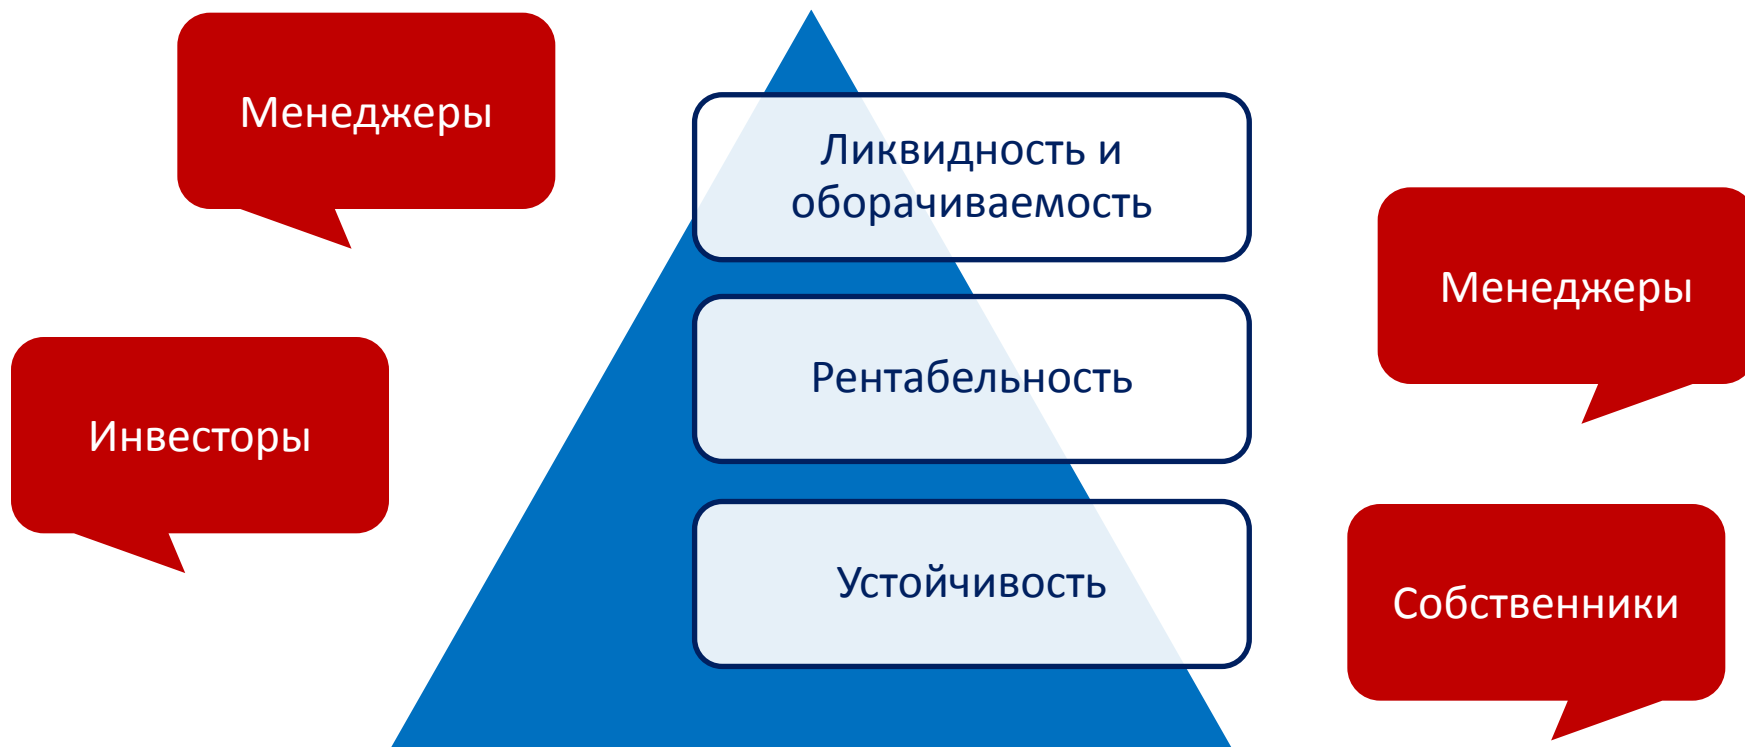 Менеджеры
Ликвидность и
оборачиваемость
Менеджеры
Рентабельность
Инвесторы
Устойчивость
Собственники